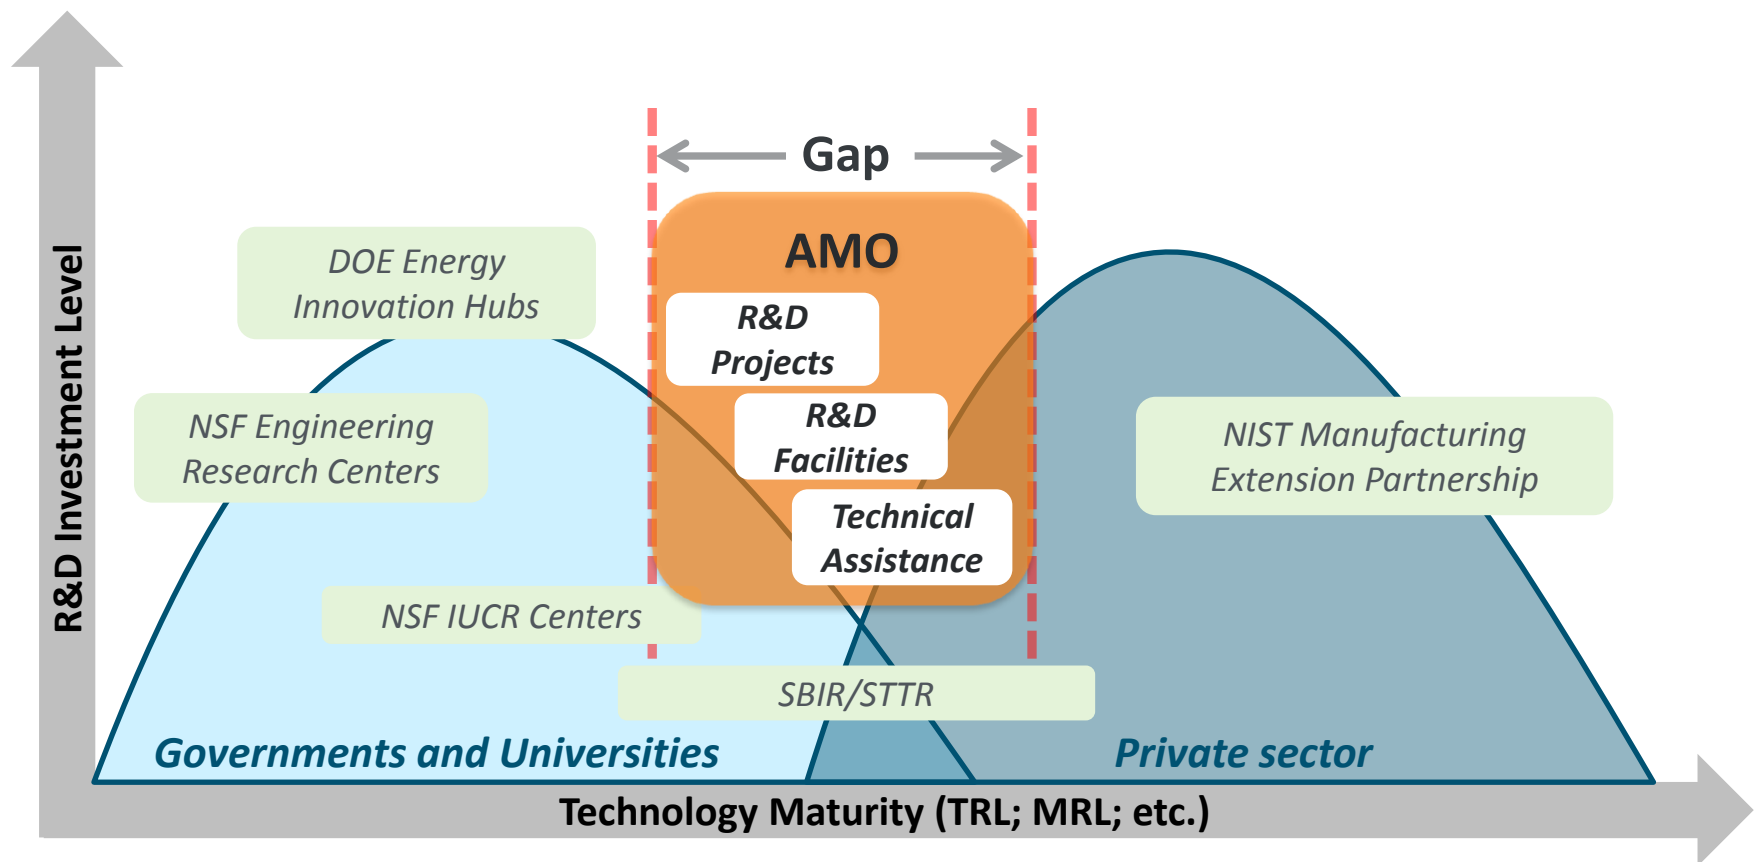 Gap
AMO
DOE Energy
Innovation Hubs
R&D
Projects
R&D
Facilities
Technical
Assistance
NSF Engineering
Research Centers
NIST Manufacturing
Extension Partnership
NSF IUCR Centers
SBIR/STTR
Governments and Universities
Private sector
R&D Investment Level
Technology Maturity (TRL; MRL; etc.)